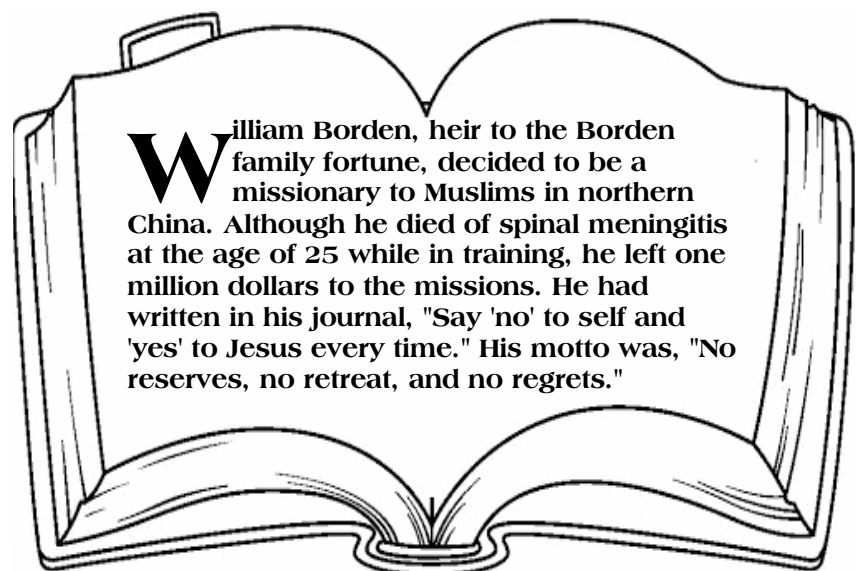 William Borden, heir to the Borden
family fortune, decided to be a
missionary to Muslims in northern
China. Although he died of spinal meningitis
at the age of 25 while in training, he left one
million dollars to the missions. He had
written in his journal, "Say 'no' to self and
'yes' to Jesus every time." His motto was, "No
reserves, no retreat, and no regrets."